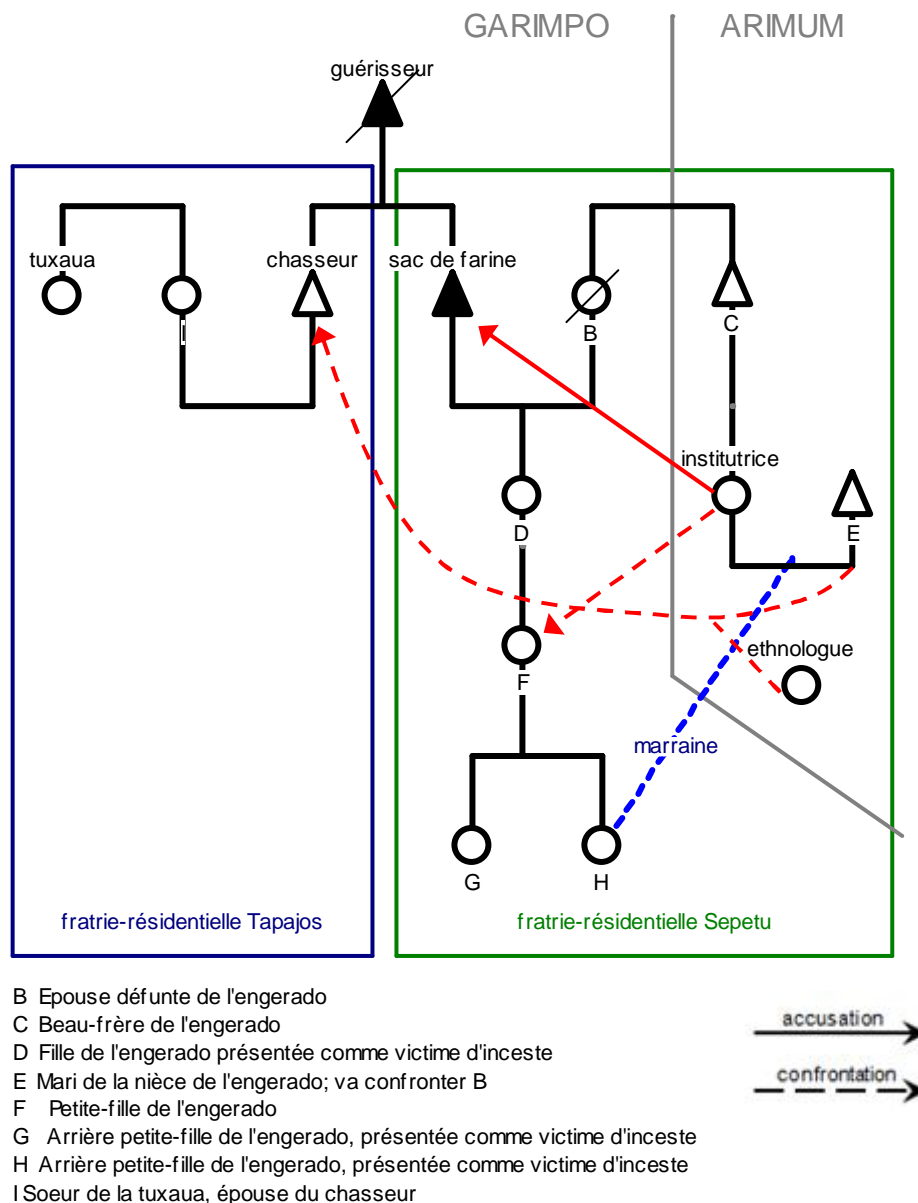 GARIMPO ARIMUM
guérisseur
tuxaua chasseur sac de farine
I B C
institutrice
D E
ethnologue
F
marraine
G H
fratrie-résidentielle Tapajos fratrie-résidentielle Sepetu
B Epouse défunte de l'engerado
C Beau-frère de l'engerado
D Fille de l'engerado présentée comme victime d'inceste
E Mari de la nièce de l'engerado; va confronter B
F Petite-fille de l'engerado
G Arrière petite-fille de l'engerado, présentée comme victime d'inceste
H Arrière petite-fille de l'engerado, présentée comme victime d'inceste
I Soeur de la tuxaua, épouse du chasseur
accusation
confrontation